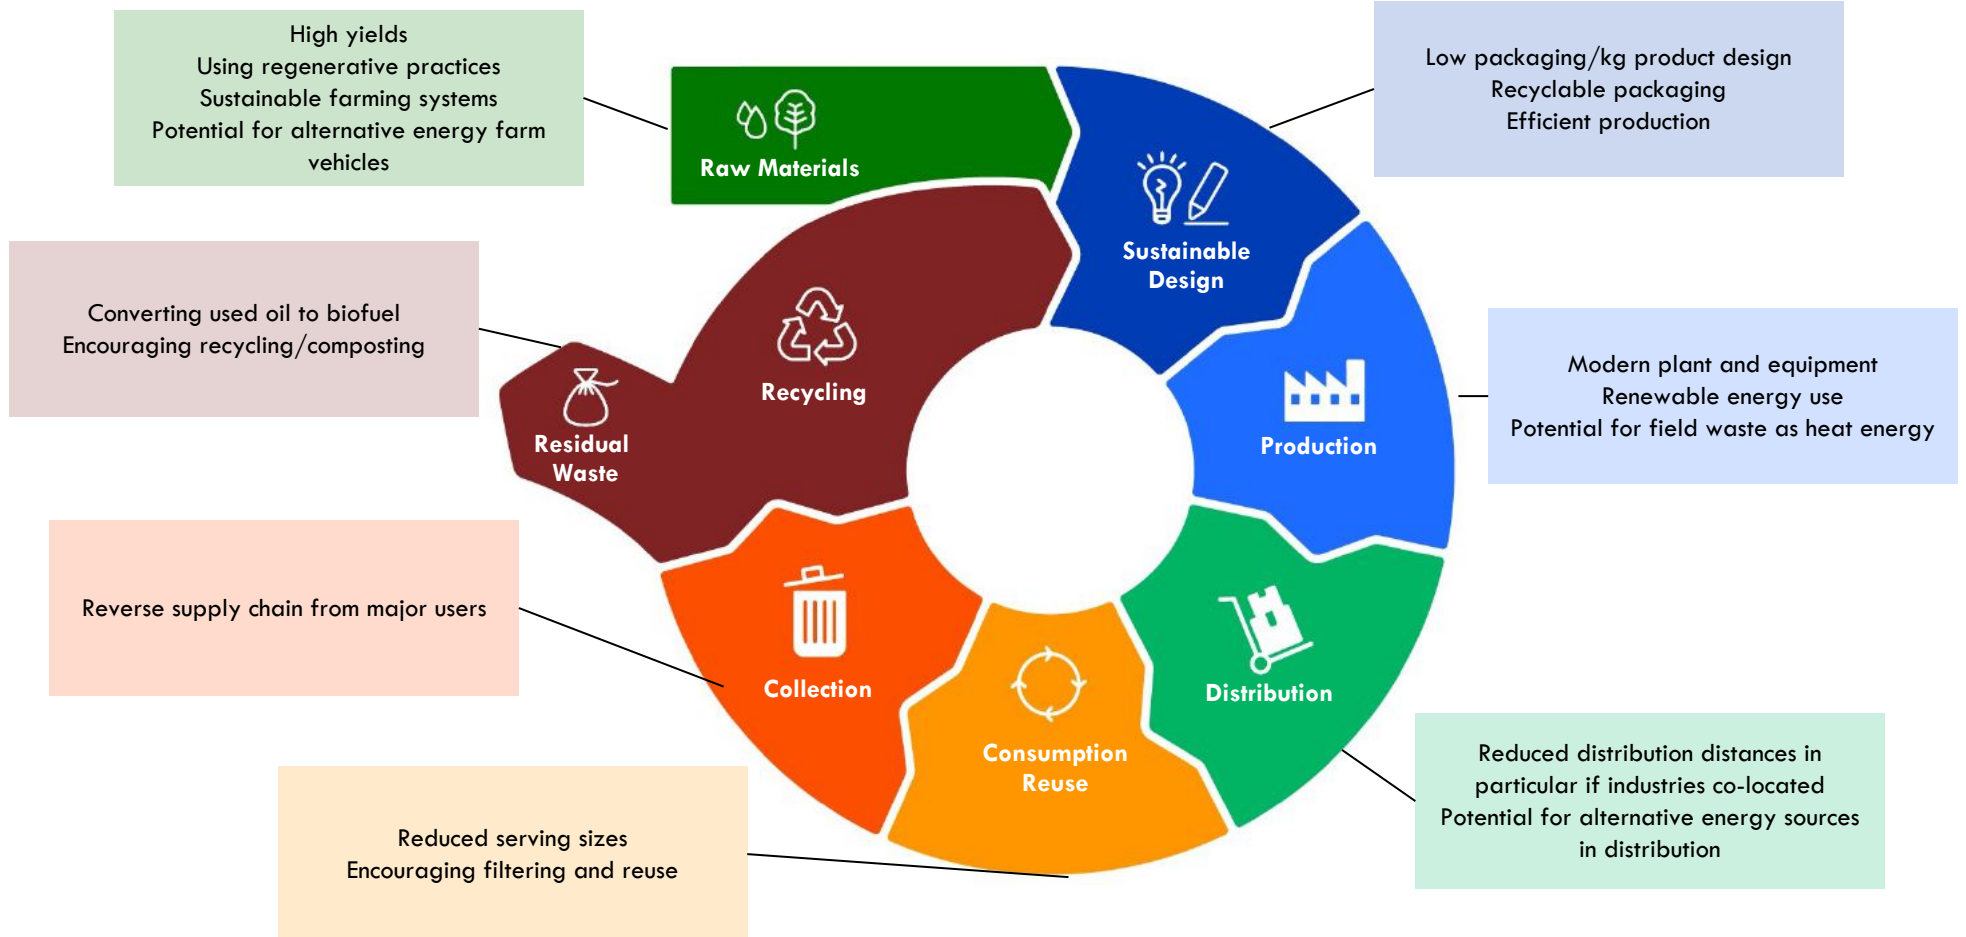 High yields
Using regenerative practices
Sustainable farming systems
Potential for alternative energy farm
vehicles
Low packaging/kg product design
Recyclable packaging
Efficient production
Raw Materials
Sustainable
Design
Converting used oil to biofuel
Encouraging recycling/composting
Recycling
Residual
Waste
Production
Modern plant and equipment
Renewable energy use
Potential for field waste as heat energy
Reverse supply chain from major users
Collection
Consumption
Reuse
Distribution
Reduced distribution distances in
particular if industries co-located
Potential for alternative energy sources
in distribution
Reduced serving sizes
Encouraging filtering and reuse